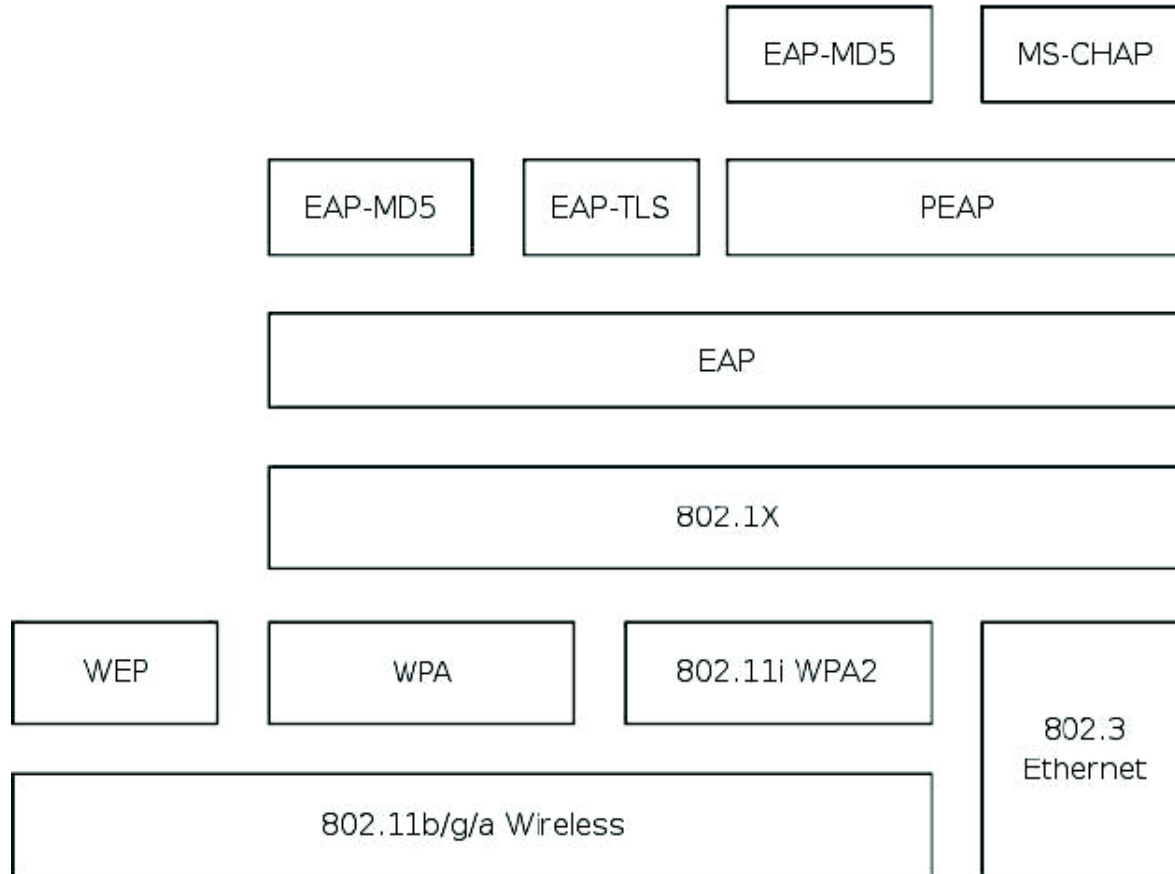 EAP-MD5
MS-CHAP
EAP-MD5
EAP-TLS
PEAP
EAP
802.1X
WEP
WPA
802.11i WPA2
802.3
Ethernet
802.11b/g/a Wireless